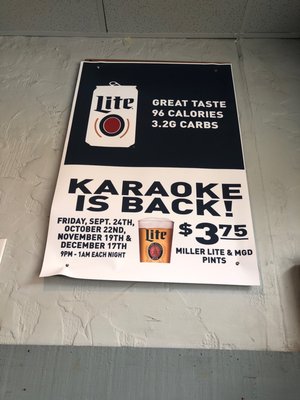 Lite
GREAT TASTE
96 CALORIES
3.2G CARBS
KARAOKE
IS BACK!
FRIDAY, SEPT. 24TH,
OCTOBER 22ND,
NOVEMBER 19TH &
DECEMBER 17TH
9PM - 1AM EACH NIGHT
Lite
$3.75
MILLER LITE & MGD
PINTS